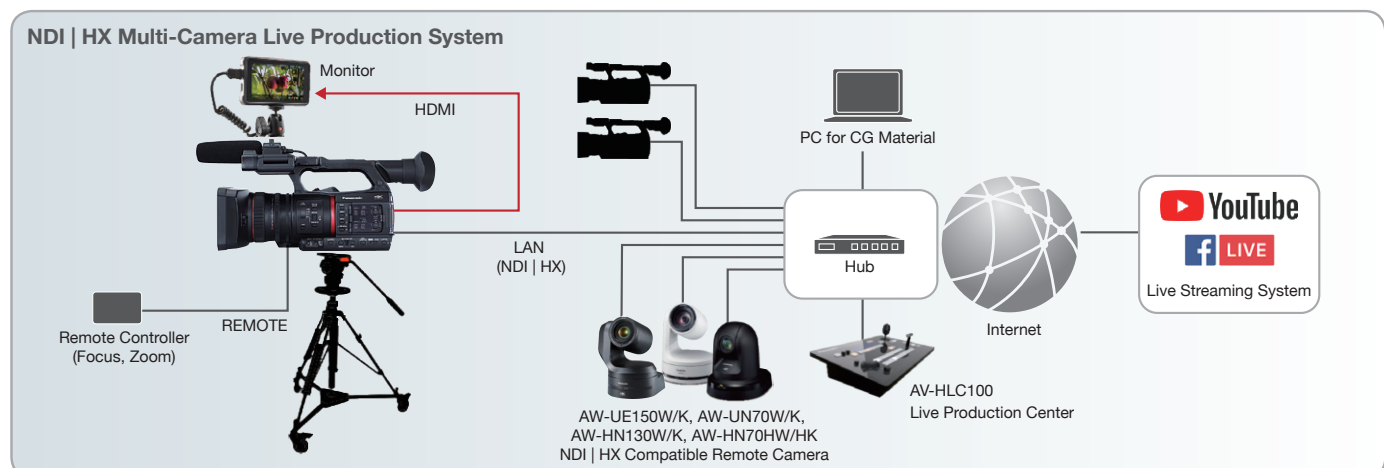 NDI | HX Multi-Camera Live Production System
Monitor
HDMI
PC for CG Material
LAN
(NDI | HX)
Hub
YouTube
f LIVE
Live Streaming System
Internet
REMOTE
Remote Controller
(Focus, Zoom)
AV-HLC100
Live Production Center
AW-UE150W/K, AW-UN70W/K,
AW-HN130W/K, AW-HN70HW/HK
NDI | HX Compatible Remote Camera
Panasonic